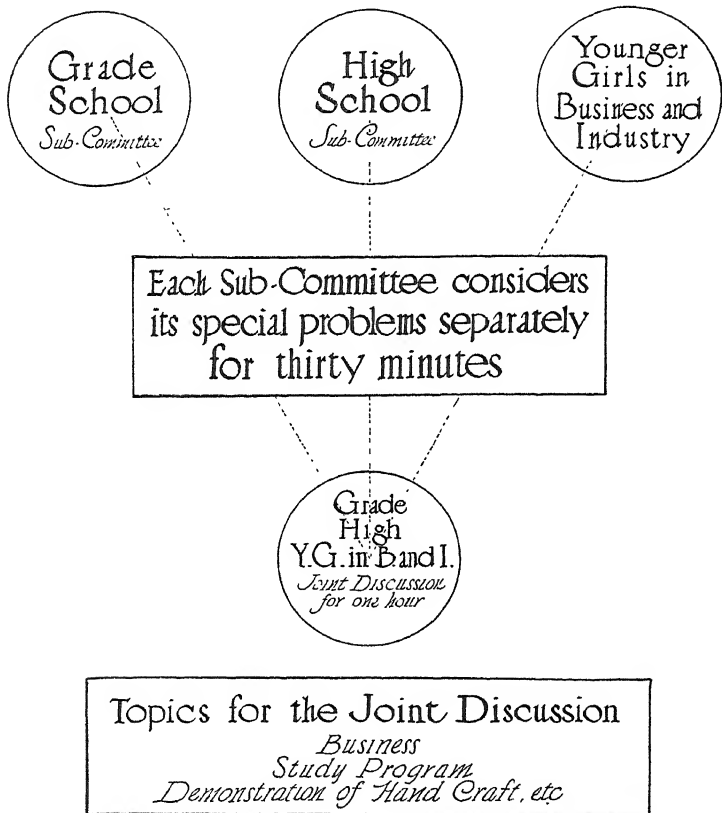 Grade
School
Sub-Committee
High
School
Sub-Committee
Younger
Girls in
Business and
Industry
Each Sub-Committee considers
its special problems separately
for thirty minutes
Grade
High
Y.G. in B and I.
Joint Discussion
for one hour
Topics for the Joint Discussion
Business
Study Program
Demonstration of Hand Craft, etc